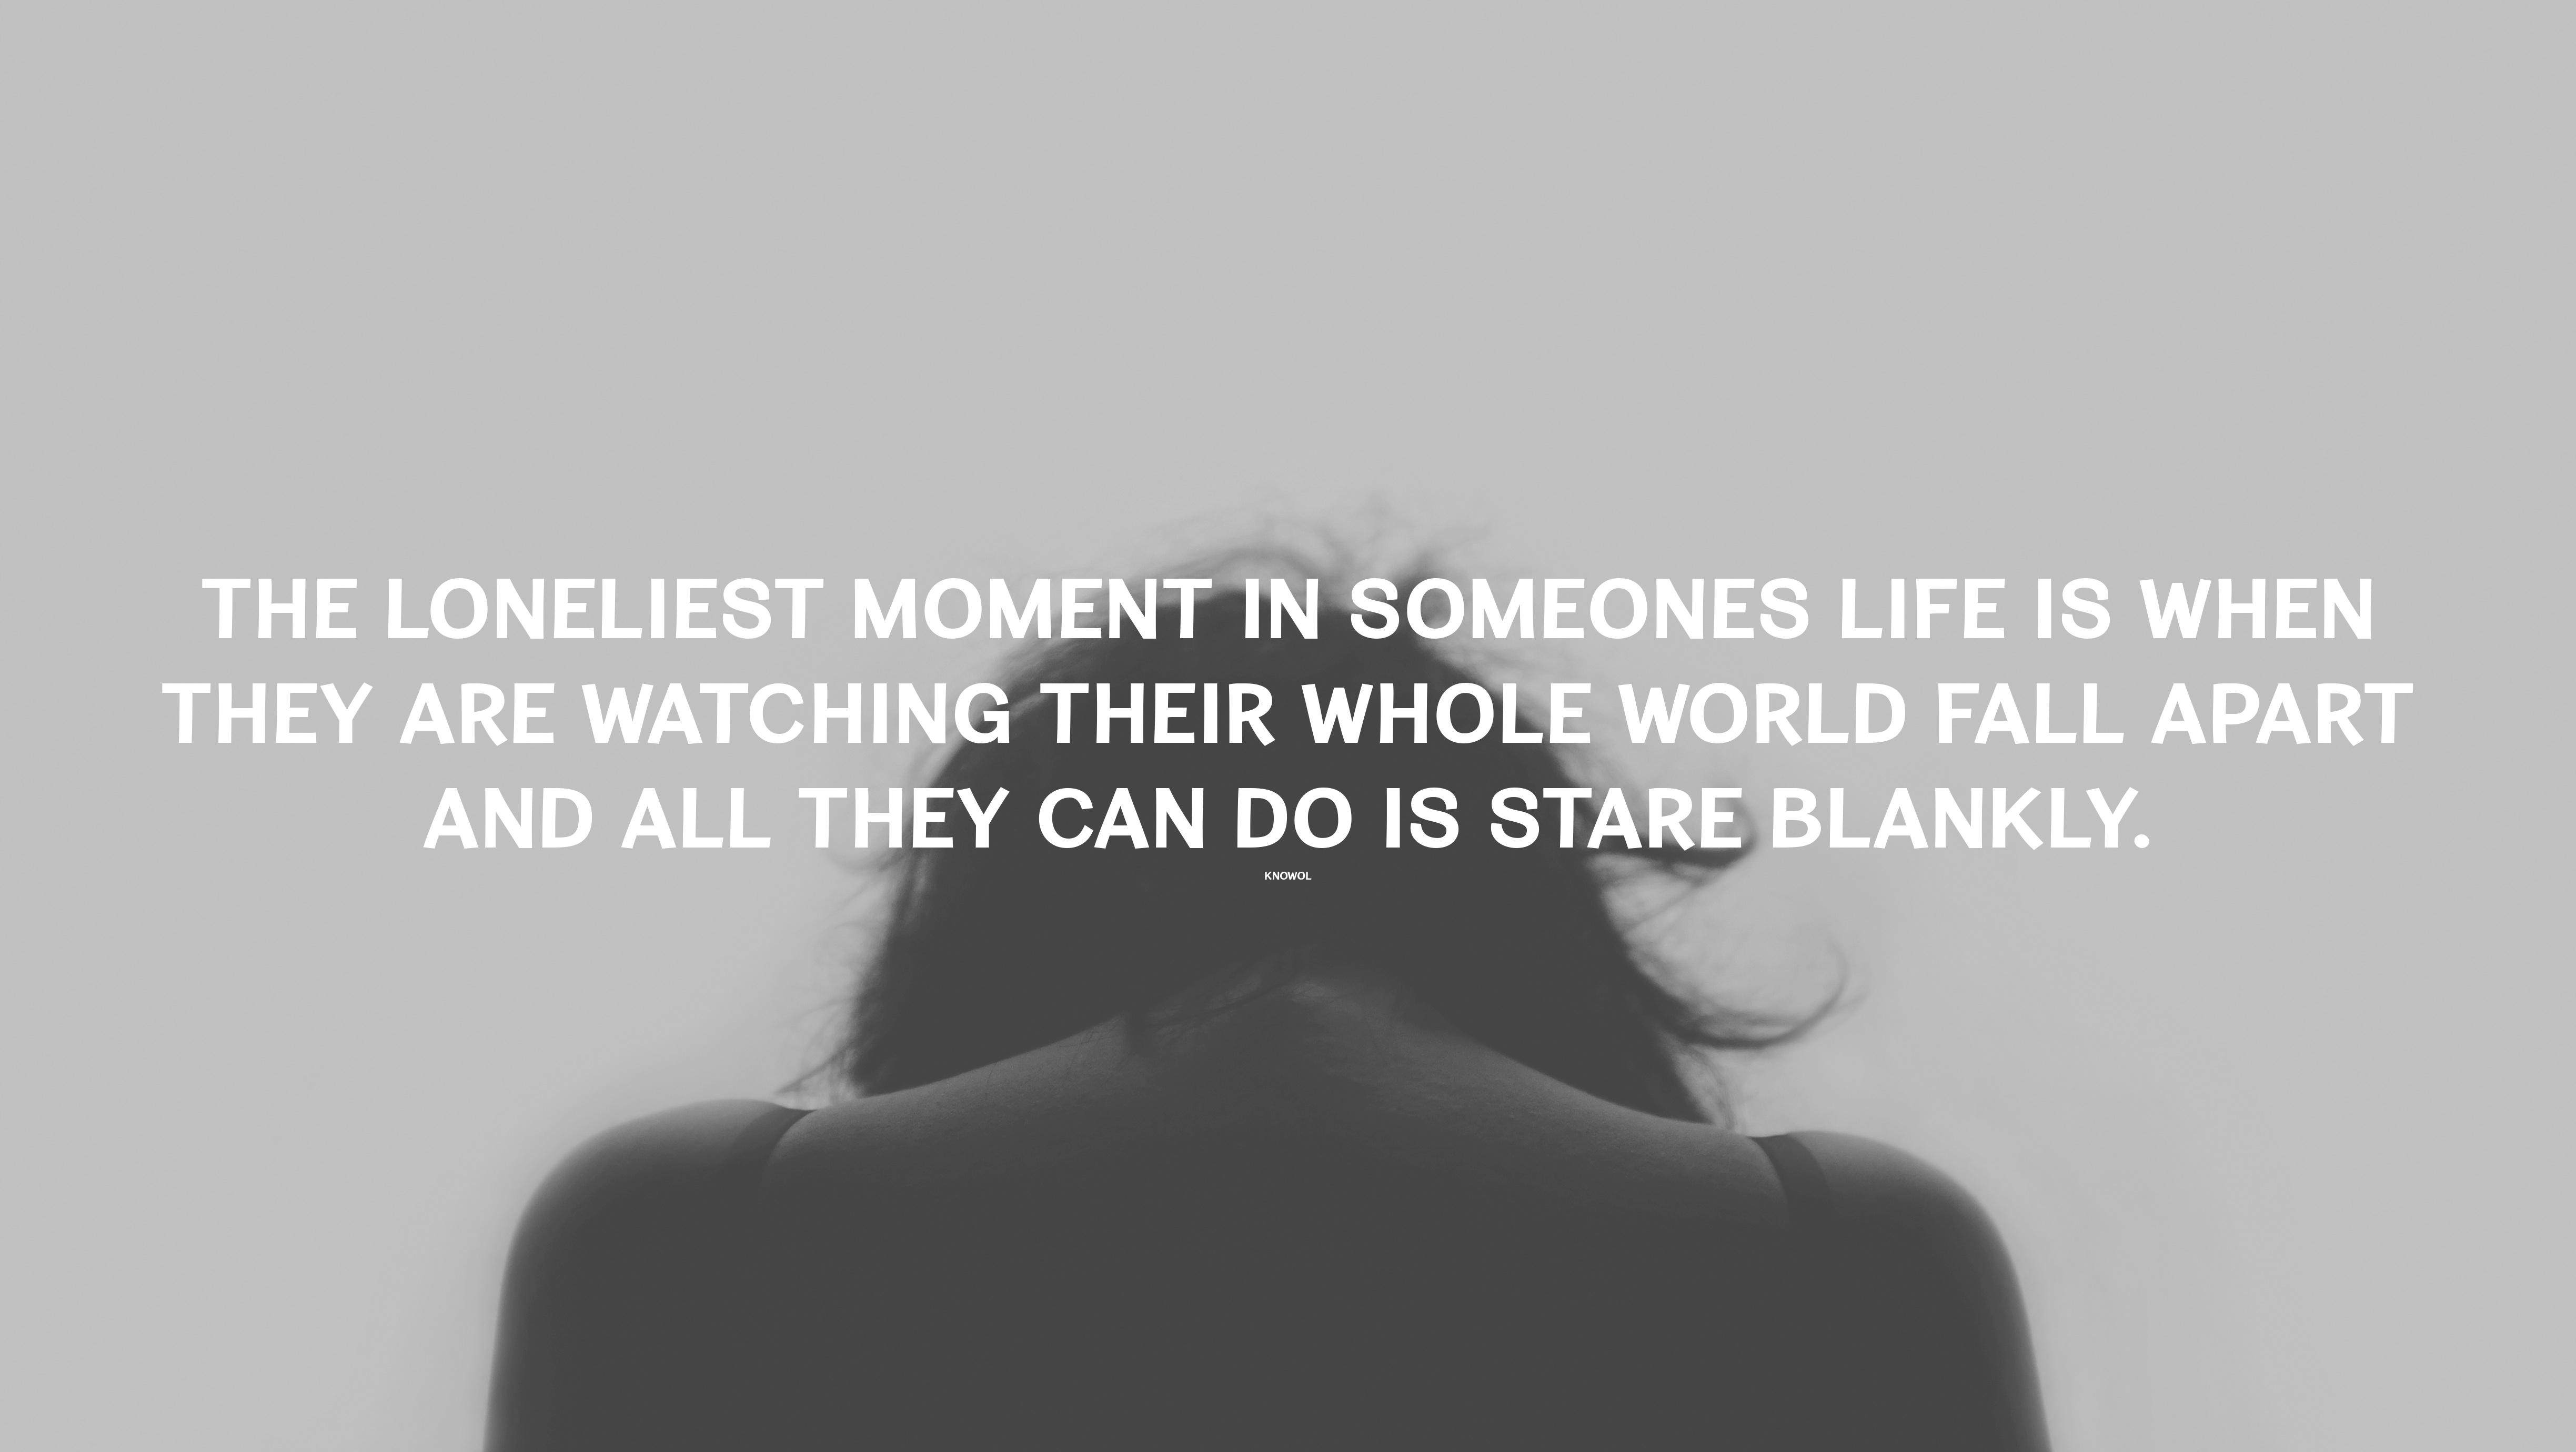 THE LONELIEST MOMENT IN SOMEONES LIFE IS WHEN
THEY ARE WATCHING THEIR WHOLE WORLD FALL APART
AND ALL THEY CAN DO IS STARE BLANKLY.
KNOWOL